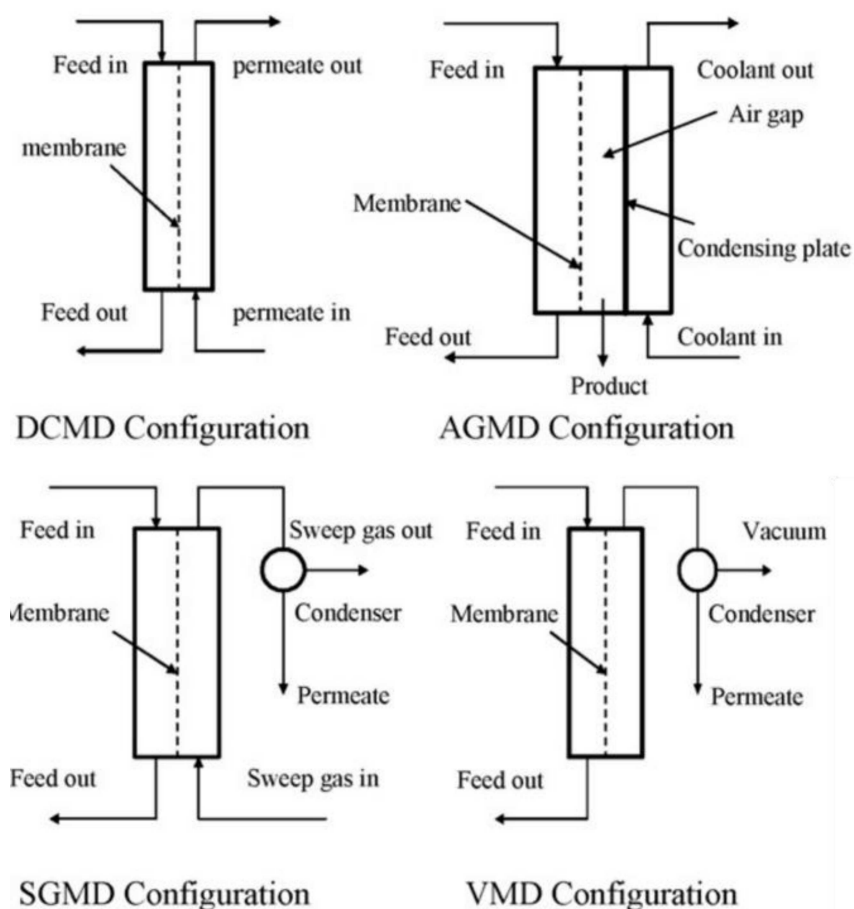 Feed in
permeate out
membrane
Feed out
permeate in
DCMD Configuration
Feed in
Coolant out
Air gap
Membrane
Condensing plate
Feed out
Coolant in
Product
AGMD Configuration
Feed in
Sweep gas out
Membrane
Condenser
Permeate
Feed out
Sweep gas in
SGMD Configuration
Feed in
Vacuum
Membrane
Condenser
Permeate
Feed out
VMD Configuration